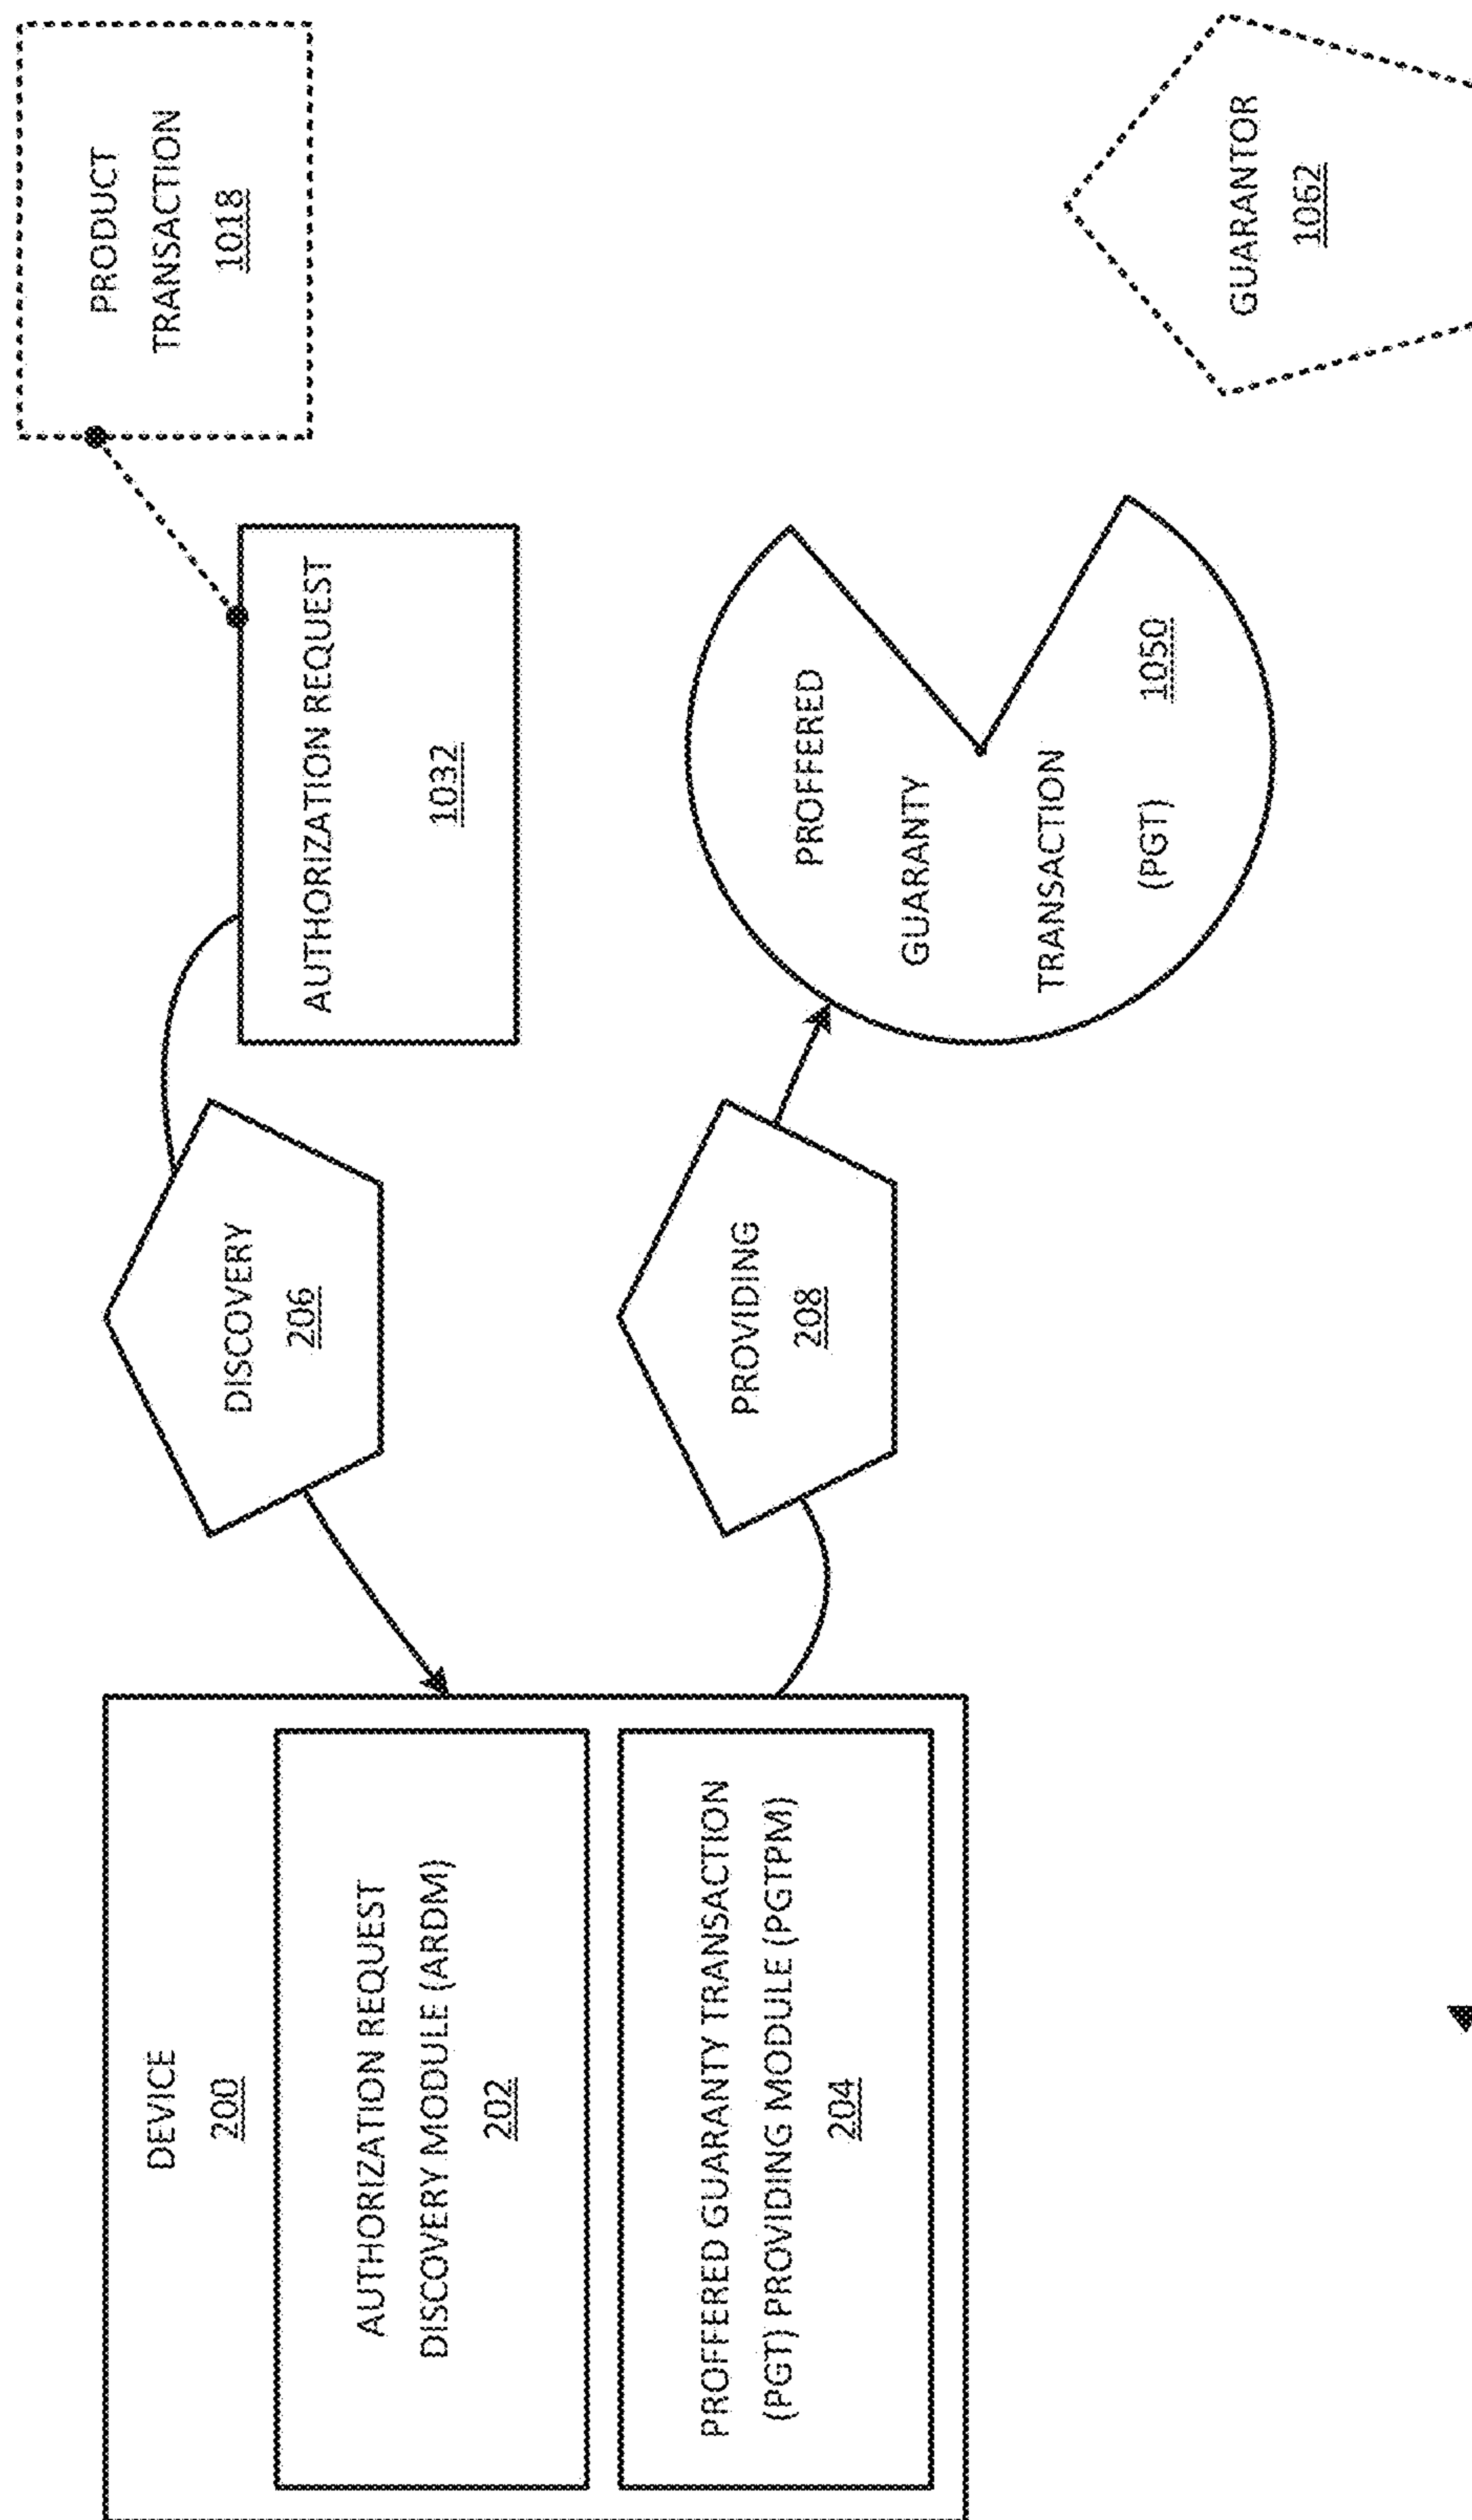 DEVICE
200
AUTHORIZATION REQUEST
DISCOVERY MODULE (ARDM)
202
PROFFERED GUARANTY TRANSACTION
(PGT) PROVIDING MODULE (PGTPM)
204
DISCOVERY
206
PROVIDING
208
AUTHORIZATION REQUEST
1032
PROFFERED
GUARANTY
TRANSACTION
(PGT) 1050
PRODUCT
TRANSACTION
1018
GUARANTOR
1062